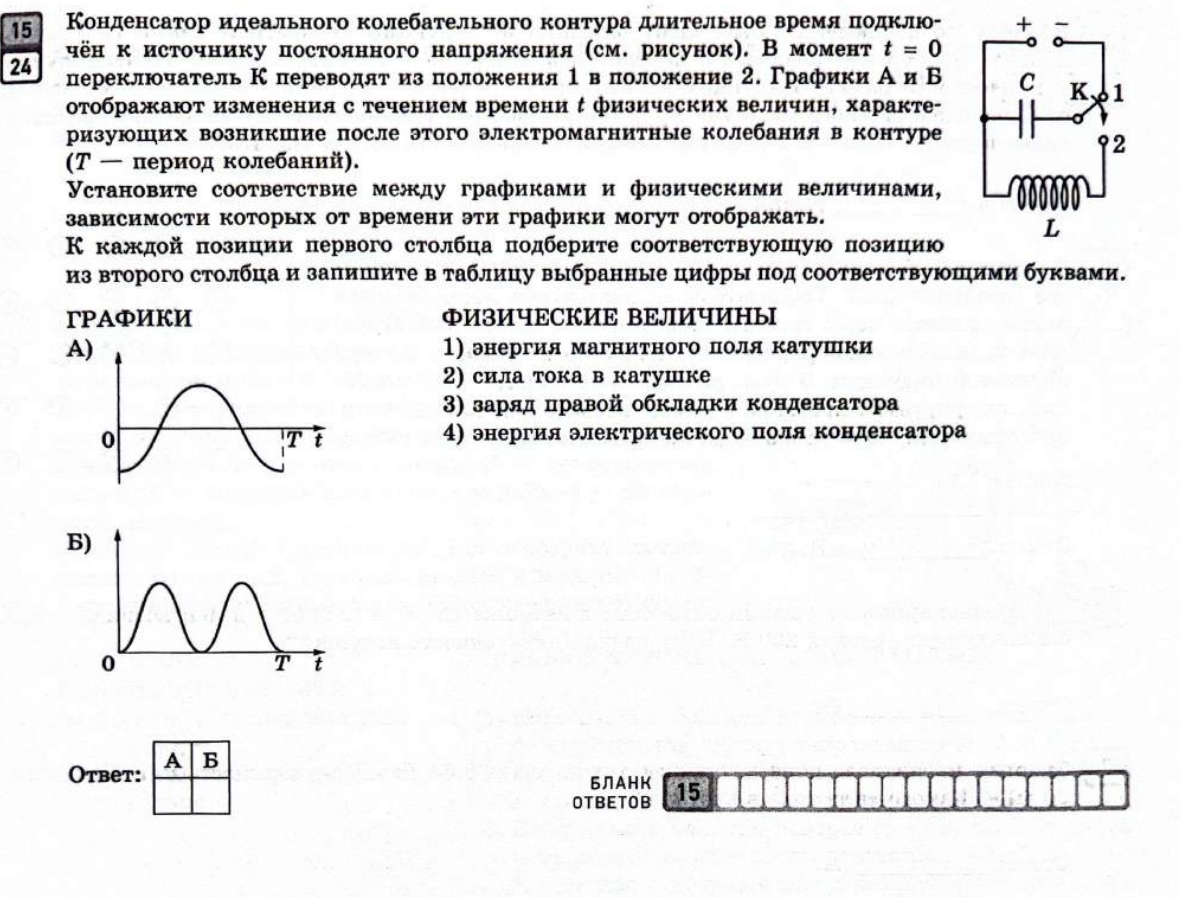 15
24
Конденсатор идеального колебательного контура длительное время подклю-
чён к источнику постоянного напряжения (см. рисунок). В момент t = 0
переключатель К переводят из положения 1 в положение 2. Графики А и Б
отображают изменения с течением времени t физических величин, характе-
ризующих возникшие после этого электромагнитные колебания в контуре
(T — период колебаний).
Установите соответствие между графиками и физическими величинами,
зависимости которых от времени эти графики могут отображать.
К каждой позиции первого столбца подберите соответствующую позицию
из второго столбца и запишите в таблицу выбранные цифры под соответствующими буквами.
+ −
C
К
1
2
L
ГРАФИКИ
А)
0
T t
Б)
0
T t
ФИЗИЧЕСКИЕ ВЕЛИЧИНЫ
1) энергия магнитного поля катушки
2) сила тока в катушке
3) заряд правой обкладки конденсатора
4) энергия электрического поля конденсатора
Ответ:
А Б
БЛАНК
ОТВЕТОВ
15